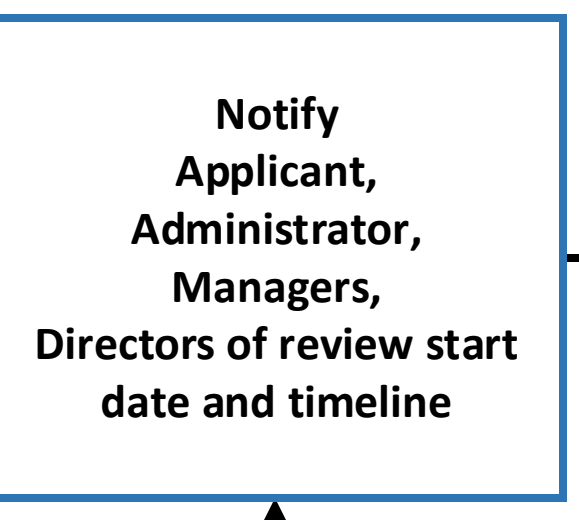 Notify
Applicant,
Administrator,
Managers,
Directors of review start
date and timeline